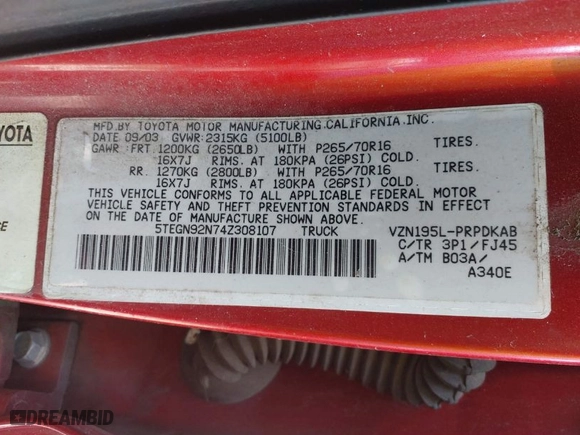 MFD.BY TOYOTA MOTOR MANUFACTURING.CALIFORNIA.INC.
DATE 09/03 GVWR:2315KG (5100LB)
GAWR: FRT.1200KG (2650LB) WITH P265/70R16 TIRES.
16X7J RIMS. AT 180KPA (26PSI) COLD.
RR. 1270KG (2800LB) WITH P265/70R16 TIRES.
16X7J RIMS. AT 180KPA (26PSI) COLD.
THIS VEHICLE CONFORMS TO ALL APPLICABLE FEDERAL MOTOR
VEHICLE SAFETY AND THEFT PREVENTION STANDARDS IN EFFECT
ON THE DATE OF MANUFACTURE SHOWN ABOVE.
5TEGN92N74Z308107 TRUCK VZN195L-PRPDKAB
C/TR 3P1/FJ45
A/TM B03A/
A340E
OYOTA
DREAMBID